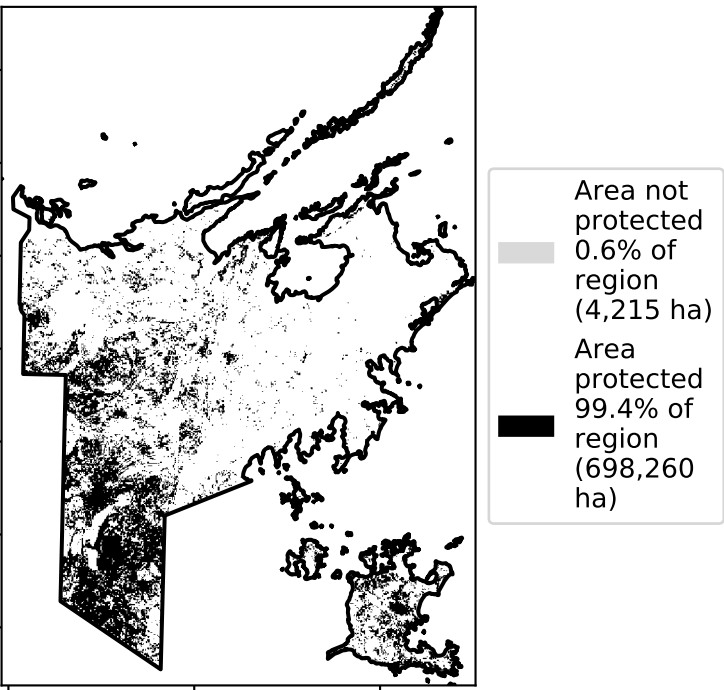 Area not
protected
0.6% of
region
(4,215 ha)
Area
protected
99.4% of
region
(698,260
ha)